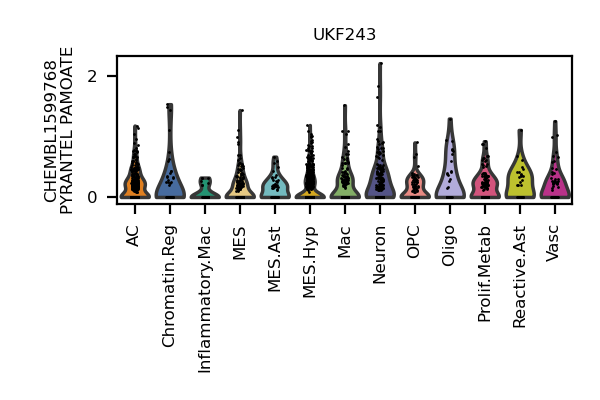 UKF243
CHEMBL1599768
PYRANTEL PAMOATE
2
0
AC
Chromatin.Reg
Inflammatory.Mac
MES
MES.Ast
MES.Hyp
Mac
Neuron
OPC
Oligo
Prolif.Metab
Reactive.Ast
Vasc